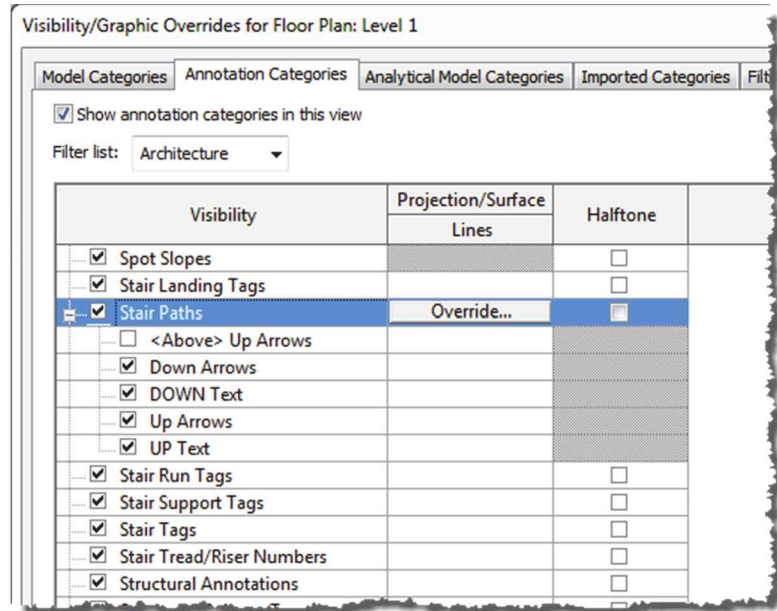 Visibility/Graphic Overrides for Floor Plan: Level 1
Model Categories Annotation Categories Analytical Model Categories Imported Categories Filt
Show annotation categories in this view
Filter list: Architecture
Visibility Projection/Surface Halftone
Lines
Spot Slopes
Stair Landing Tags
Stair Paths Override...
<Above> Up Arrows
Down Arrows
DOWN Text
Up Arrows
UP Text
Stair Run Tags
Stair Support Tags
Stair Tags
Stair Tread/Riser Numbers
Structural Annotations